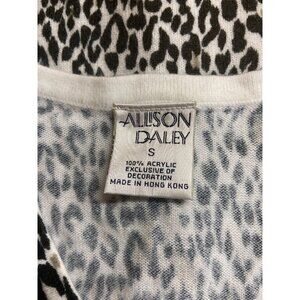 ALLISON
DALEY
S
100% ACRYLIC
EXCLUSIVE OF
DECORATION
MADE IN HONG KONG